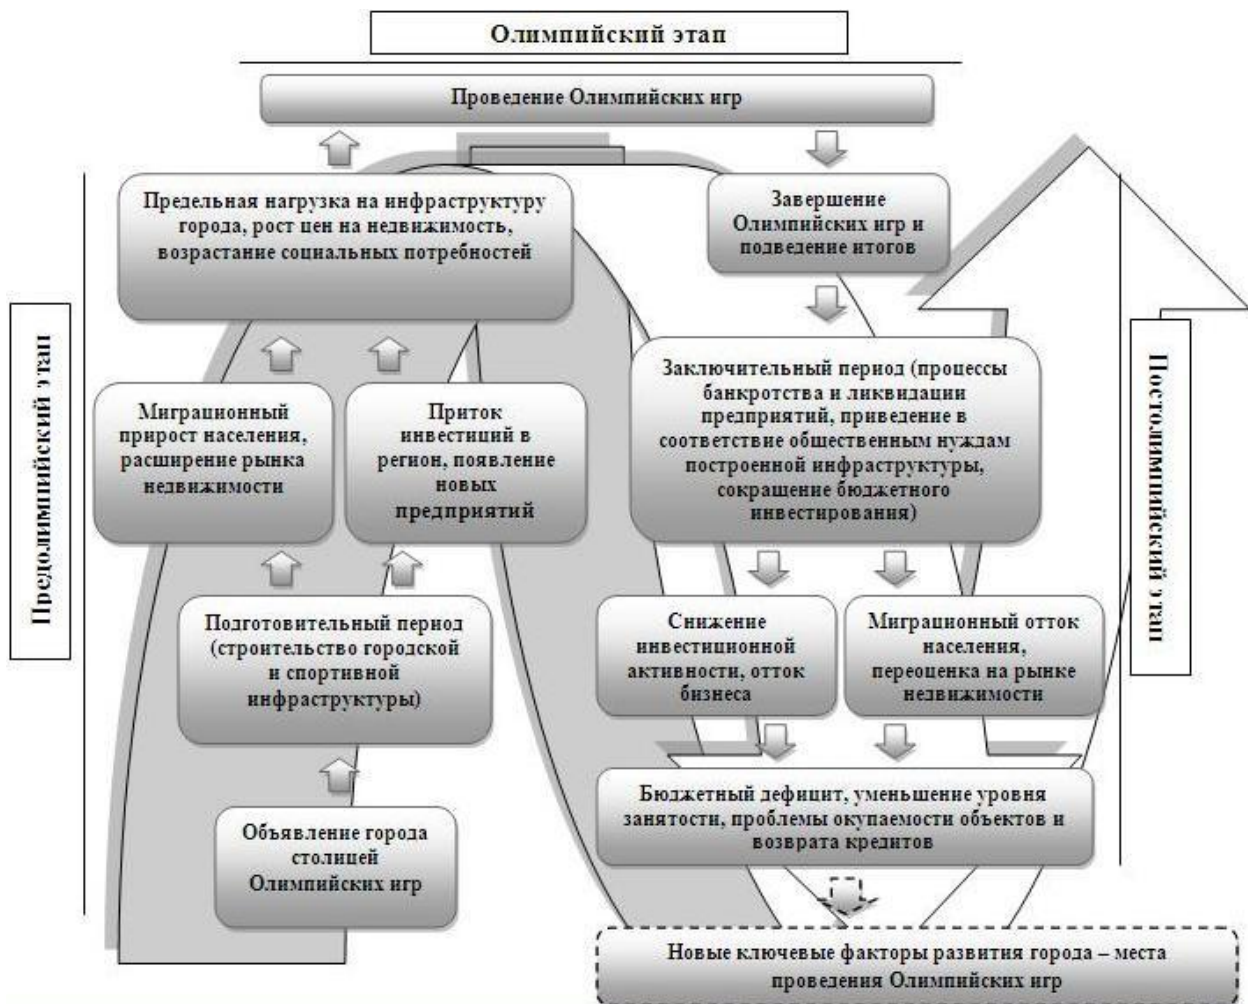 Олимпийский этап
Проведение Олимпийских игр
Предолимпийский этап
Предельная нагрузка на инфраструктуру
города, рост цен на недвижимость,
возрастание социальных потребностей
Миграционный
прирост населения,
расширение рынка
недвижимости
Приток
инвестиций в
регион, появление
новых
предприятий
Подготовительный период
(строительство городской
и спортивной
инфраструктуры)
Объявление города
столицей
Олимпийских игр
Завершение
Олимпийских игр и
подведение итогов
Заключительный период (процессы
банкротства и ликвидации
предприятий, приведение в
соответствие общественным нуждам
построенной инфраструктуры,
сокращение бюджетного
инвестирования)
Снижение
инвестиционной
активности, отток
бизнеса
Миграционный отток
населения,
переоценка на рынке
недвижимости
Бюджетный дефицит, уменьшение уровня
занятости, проблемы окупаемости объектов и
возврата кредитов
Новые ключевые факторы развития города – места
проведения Олимпийских игр
Постолимпийский этап